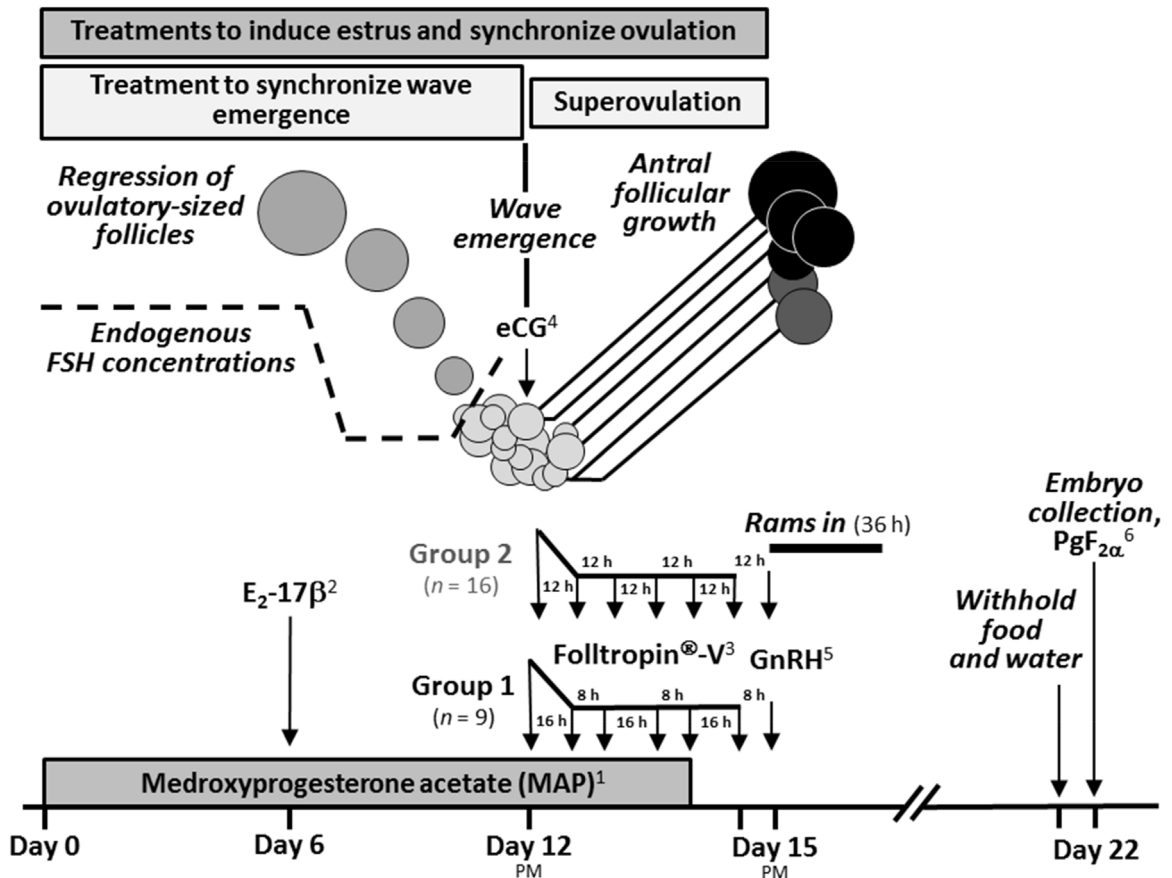 Treatments to induce estrus and synchronize ovulation
Treatment to synchronize wave
emergence
Superovulation
Regression of
ovulatory-sized
follicles
Wave
emergence
Antral
follicular
growth
eCG⁴
Endogenous
FSH concentrations
Embryo
collection,
PgF₂α⁶
Rams in (36 h)
Group 2
(n = 16)
12 h 12 h 12 h
12 h 12 h 12 h
E₂-17β²
Withhold
food
and water
Folltropin®-V³ GnRH⁵
Group 1
(n = 9)
8 h 8 h 8 h
16 h 16 h 16 h
Medroxyprogesterone acetate (MAP)¹
Day 0 Day 6 Day 12 Day 15 Day 22
PM PM